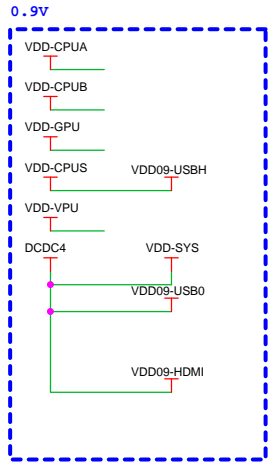 0.9V
VDD-CPUA
VDD-CPUB
VDD-GPU
VDD-CPUS VDD09-USBH
VDD-VPU
DCDC4 VDD-SYS
VDD09-USB0
VDD09-HDMI